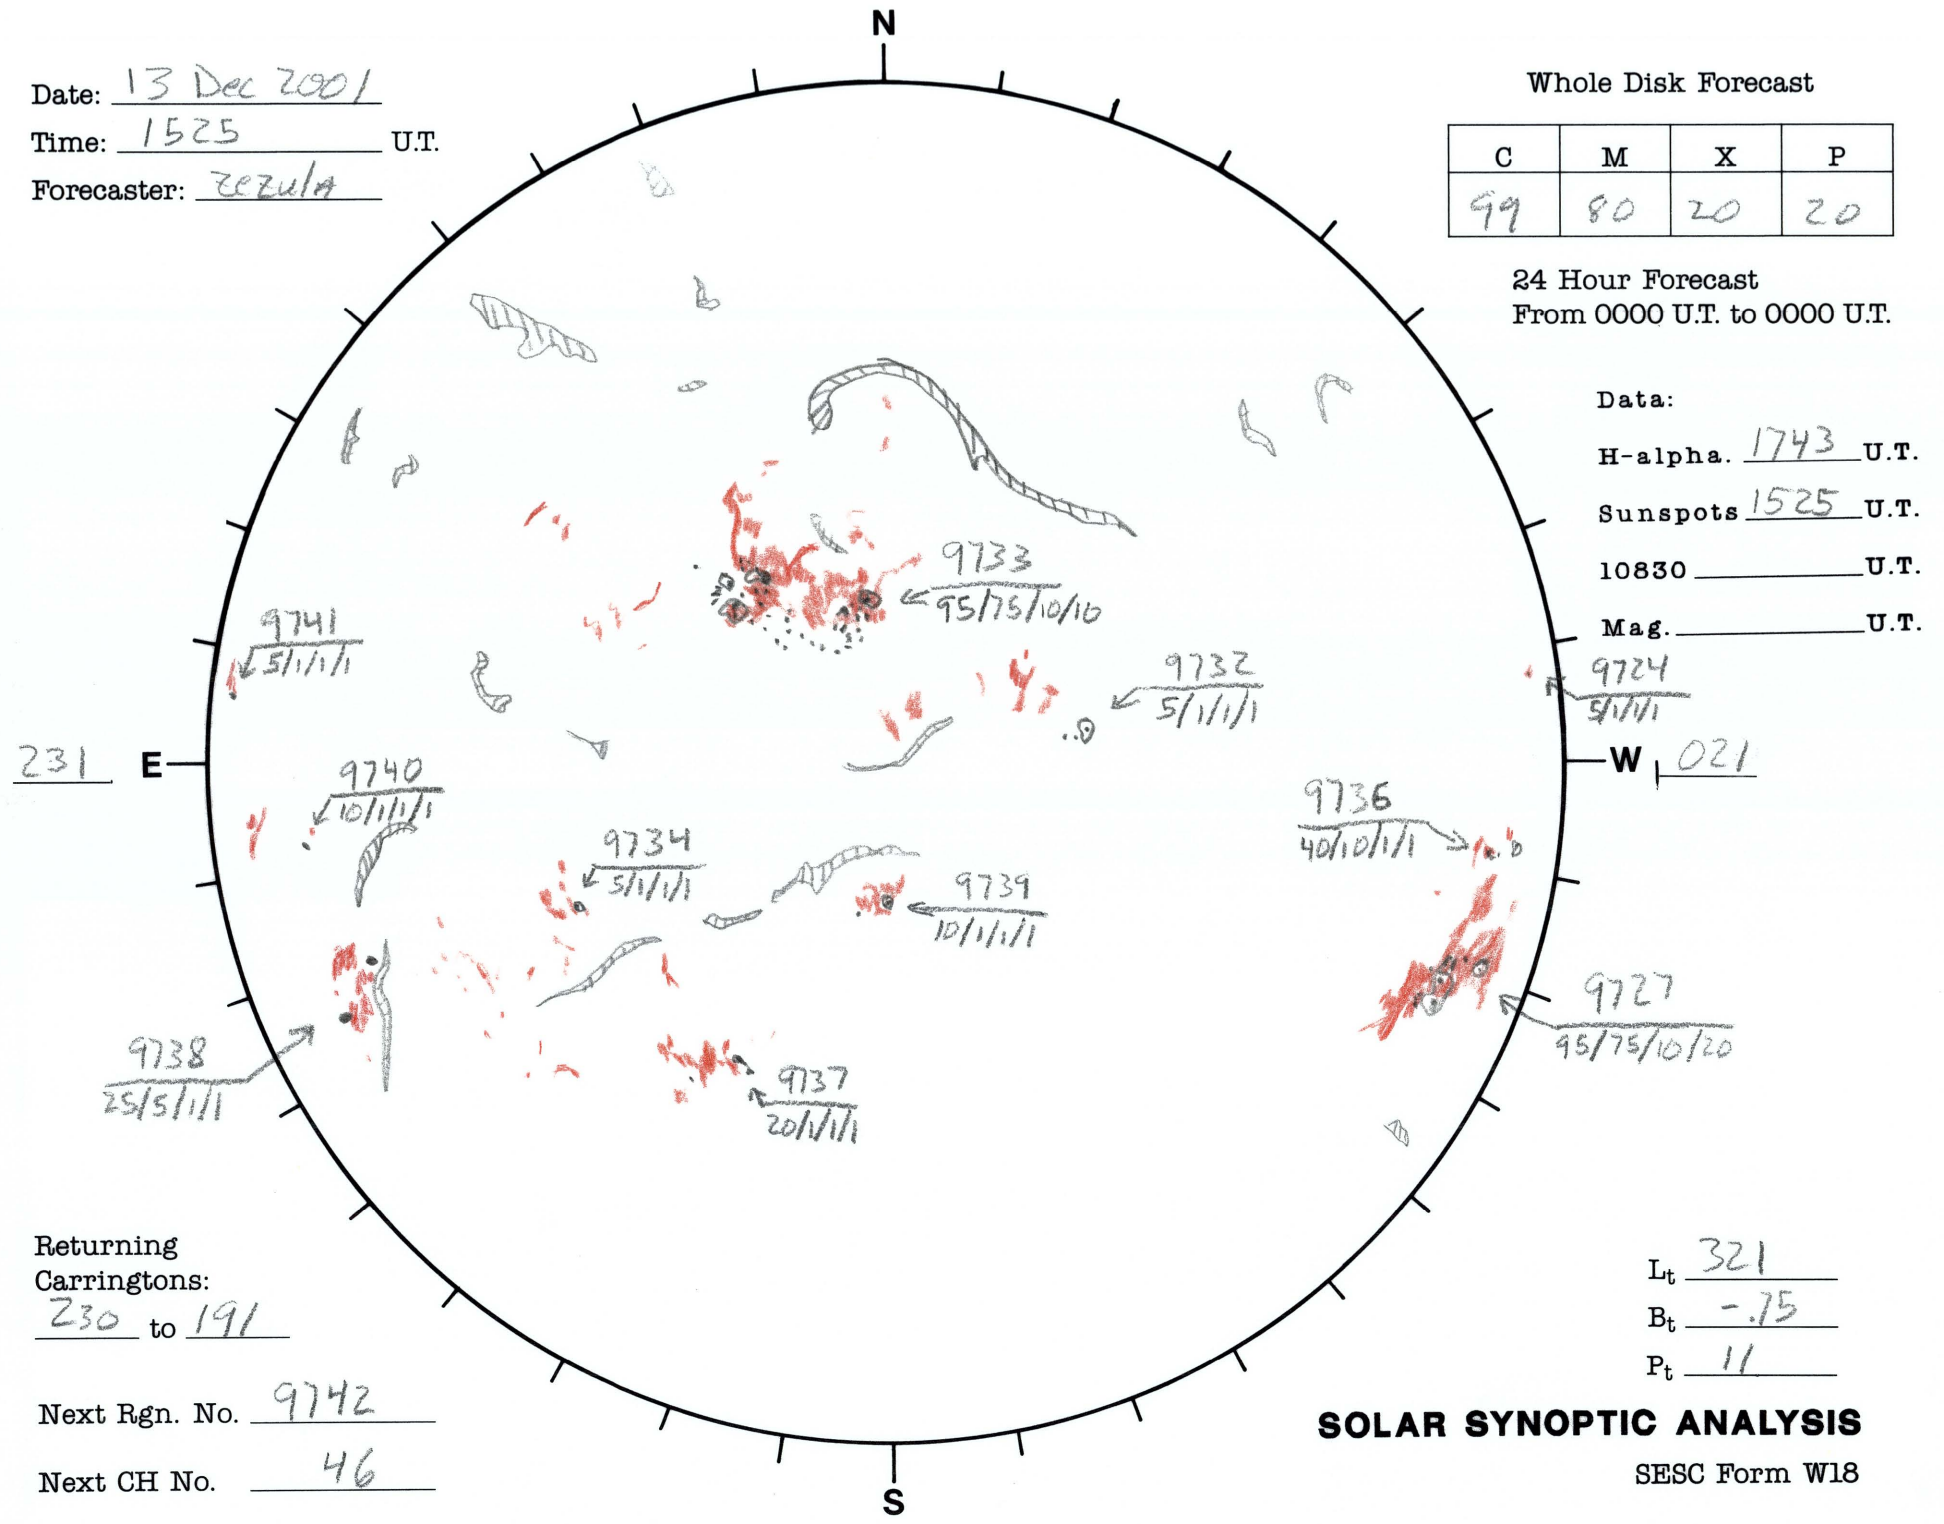 N
Date: 13 Dec 2001
Time: 1525 U.T.
Forecaster: Zezula
Whole Disk Forecast
C M X P
99 80 20 20
24 Hour Forecast
From 0000 U.T. to 0000 U.T.
Data:
H-alpha. 1743 U.T.
Sunspots 1525 U.T.
10830 U.T.
Mag. U.T.
9733
95/75/10/10
9741
5/1/1/1
9732
5/1/1/1
9724
5/1/1/1
231 E
W 021
9740
10/1/1/1
9736
40/10/1/1
9734
5/1/1/1
9739
10/1/1/1
9727
95/75/10/20
9738
25/5/1/1
9737
20/1/1/1
Returning
Carringtons:
230 to 191
Next Rgn. No. 9742
Next CH No. 46
Lt 321
Bt -.75
Pt 11
SOLAR SYNOPTIC ANALYSIS
SESC Form W18
S